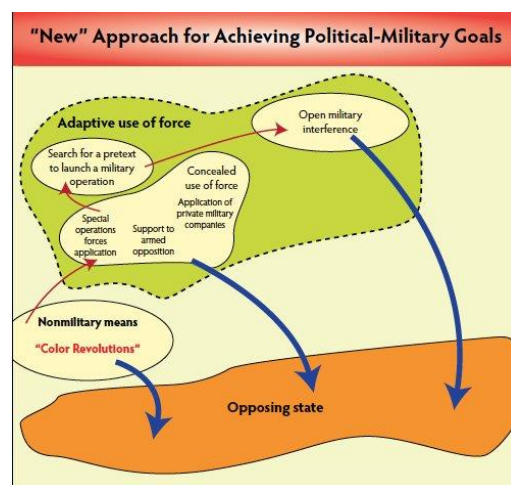 "New" Approach for Achieving Political-Military Goals
Adaptive use of force
Open military
interference
Search for a pretext
to launch a military
operation
Concealed
use of force
Application of
private military
companies
Special
operations
forces
application
Support to
armed
opposition
Nonmilitary means
"Color Revolutions"
Opposing state